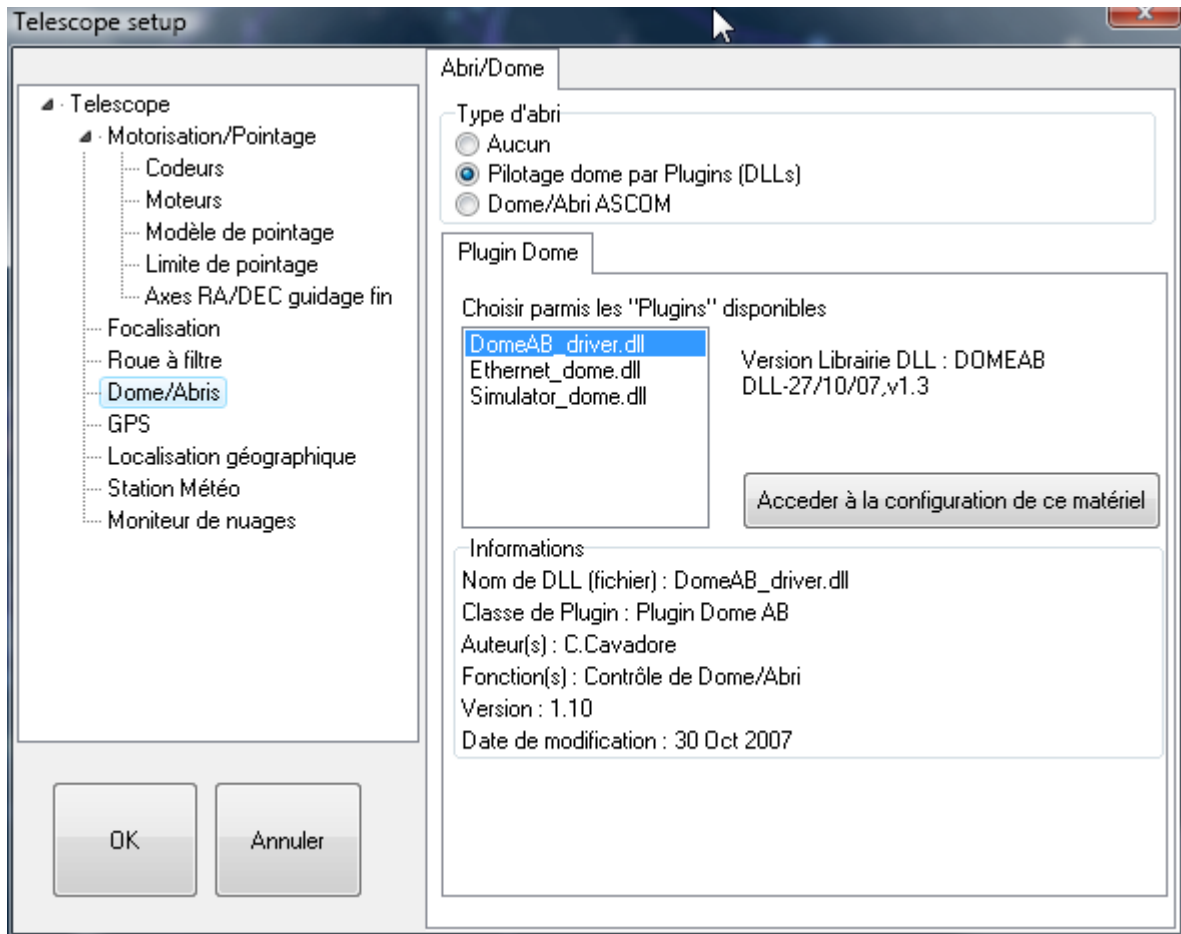 Telescope setup
Telescope
Motorisation/Pointage
Codeurs
Moteurs
Modèle de pointage
Limite de pointage
Axes RA/DEC guidage fin
Focalisation
Roue à filtre
Dome/Abris
GPS
Localisation géographique
Station Météo
Moniteur de nuages
OK
Annuler
Abri/Dome
Type d'abri
Aucun
Pilotage dome par Plugins (DLLs)
Dome/Abri ASCOM
Plugin Dome
Choisir parmis les "Plugins" disponibles
DomeAB_driver.dll
Ethernet_dome.dll
Simulator_dome.dll
Version Librairie DLL : DOMEAB
DLL-27/10/07,v1.3
Acceder à la configuration de ce matériel
Informations
Nom de DLL (fichier) : DomeAB_driver.dll
Classe de Plugin : Plugin Dome AB
Auteur(s) : C.Cavadore
Fonction(s) : Contrôle de Dome/Abri
Version : 1.10
Date de modification : 30 Oct 2007